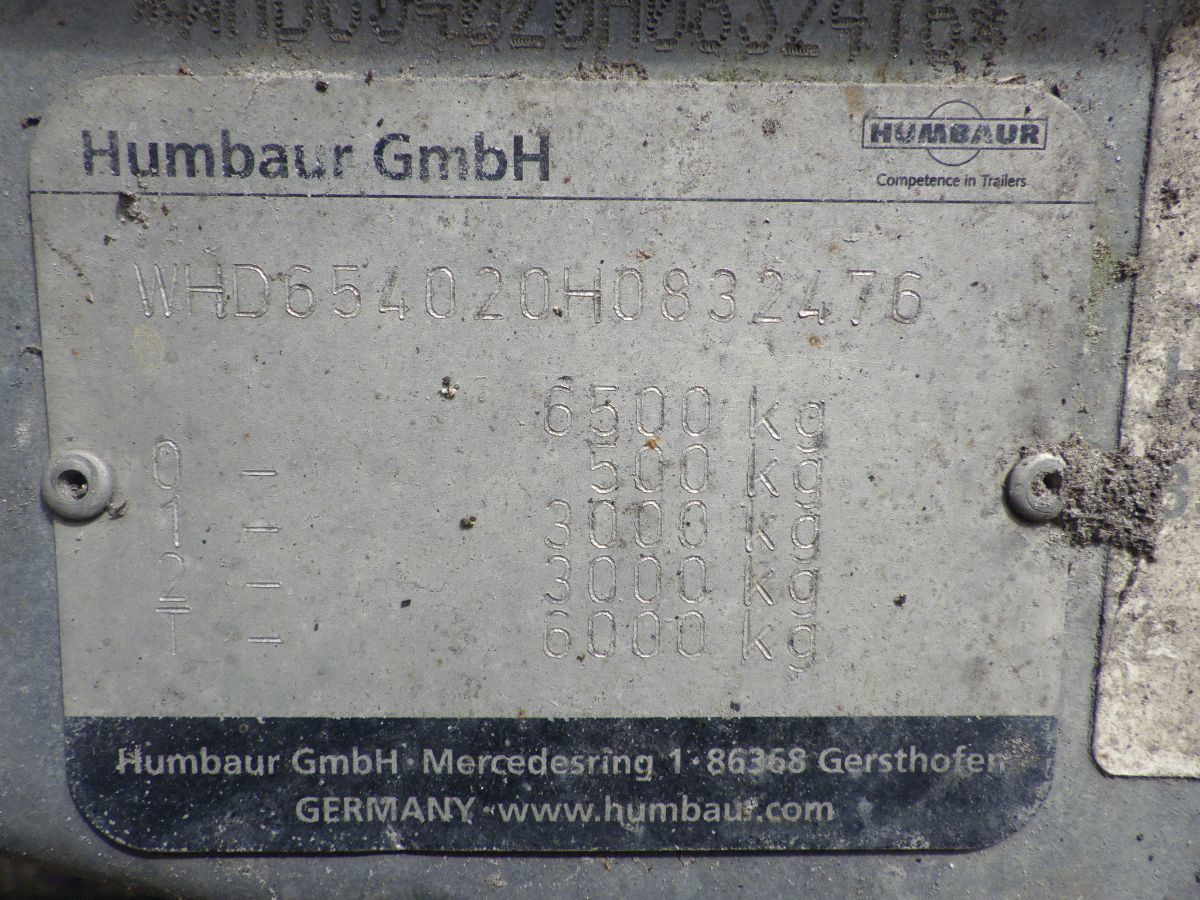 *WHD654020H0832476*
Humbaur GmbH
HUMBAUR
Competence in Trailers
WHD654020H0832476
6500 kg
0 - 500 kg
1 - 3000 kg
2 - 3000 kg
T - 6000 kg
Humbaur GmbH · Mercedesring 1 · 86368 Gersthofen
GERMANY - www.humbaur.com